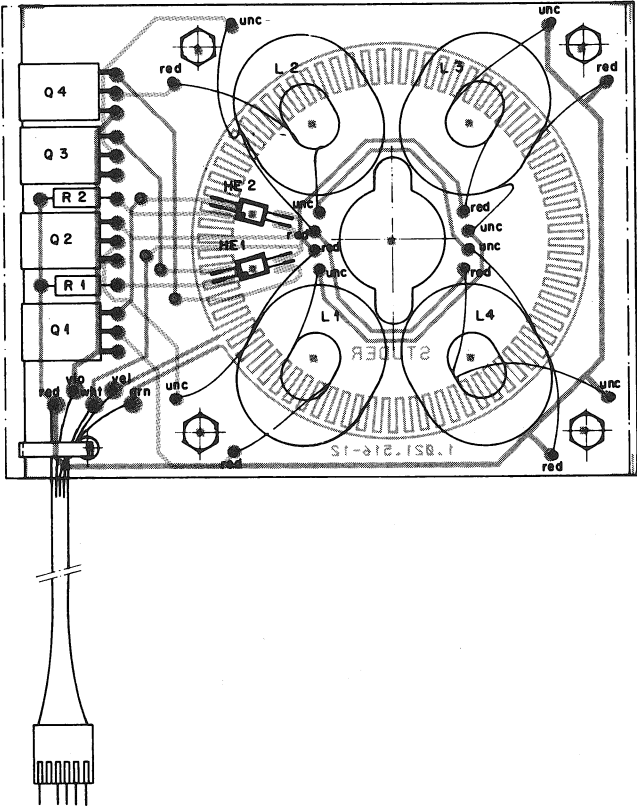 unc
unc
red
L 2
L 3
red
Q 4
Q 3
HE 2
R 2
unc
red
red
unc
Q 2
HE 1
red
unc
red
R 1
unc
Q 1
L 1
L 4
STUDER
vio
yel
red
wht
grn
unc
unc
1.021.516-12
red
red